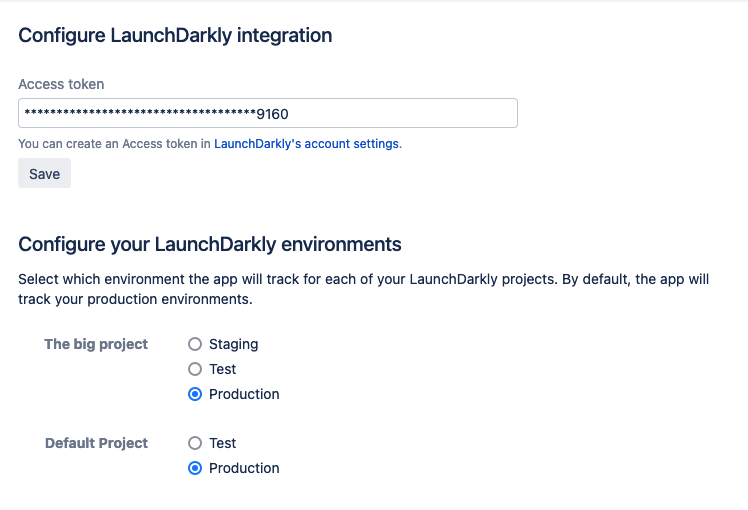 Configure LaunchDarkly integration
Access token
************************************9160
You can create an Access token in LaunchDarkly's account settings.
Save
Configure your LaunchDarkly environments
Select which environment the app will track for each of your LaunchDarkly projects. By default, the app will
track your production environments.
The big project
Staging
Test
Production
Default Project
Test
Production